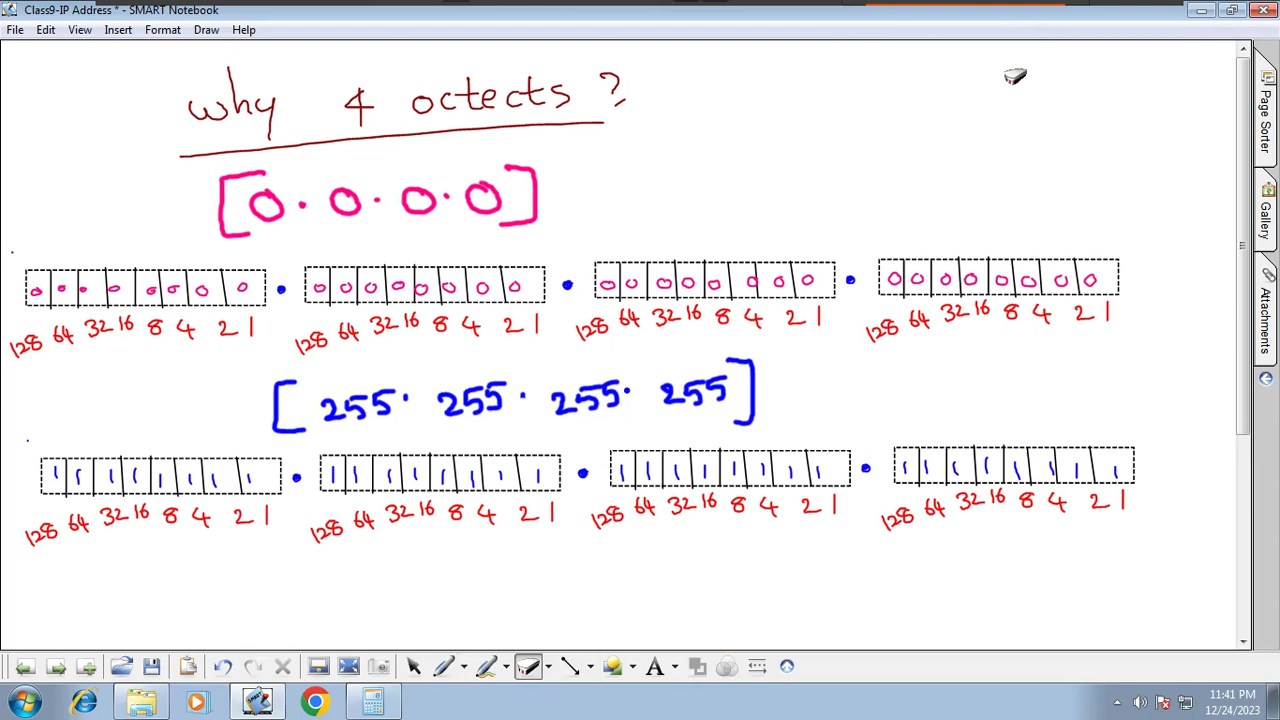 Class9-IP Address * - SMART Notebook
File Edit View Insert Format Draw Help
why 4 octects ?
[0.0.0.0]
0 0 0 0 0 0 0 0 . 0 0 0 0 0 0 0 0 . 0 0 0 0 0 0 0 0 . 0 0 0 0 0 0 0 0
128 64 32 16 8 4 2 1 128 64 32 16 8 4 2 1 128 64 32 16 8 4 2 1 128 64 32 16 8 4 2 1
[255. 255. 255. 255]
1 1 1 1 1 1 1 1 . 1 1 1 1 1 1 1 1 . 1 1 1 1 1 1 1 1 . 1 1 1 1 1 1 1 1
128 64 32 16 8 4 2 1 128 64 32 16 8 4 2 1 128 64 32 16 8 4 2 1 128 64 32 16 8 4 2 1
Page Sorter
Gallery
Attachments
A
11:41 PM
12/24/2023